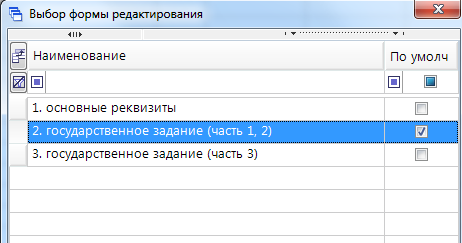 Выбор формы редактирования
Наименование По умолч
1. основные реквизиты
2. государственное задание (часть 1, 2)
3. государственное задание (часть 3)